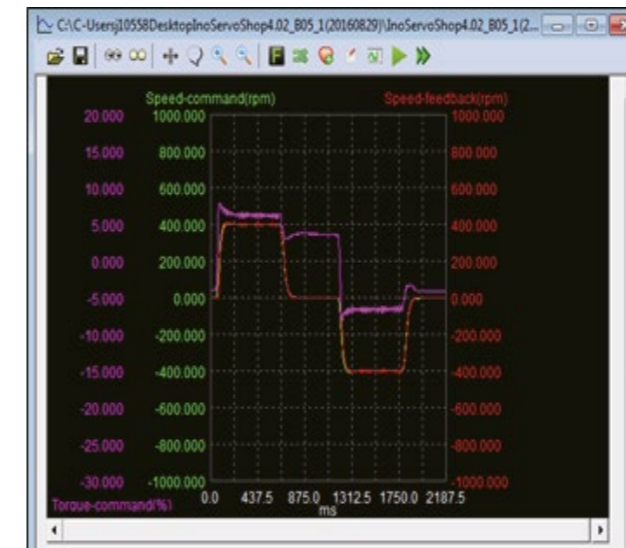 C:\C-Usersj10558DesktopInoServoShop4.02_B05_1(20160829)\InoServoShop4.02_B05_1(2...
Speed-command(rpm) Speed-feedback(rpm)
20.000 1000.000 1000.000
15.000 800.000 800.000
10.000 600.000 600.000
5.000 400.000 400.000
0.000 200.000 200.000
-5.000 0.000 0.000
-10.000 -200.000 -200.000
-15.000 -400.000 -400.000
-20.000 -600.000 -600.000
-25.000 -800.000 -800.000
-30.000 -1000.000 -1000.000
Torque-command(%) 0.0 437.5 875.0 1312.5 1750.0 2187.5
ms